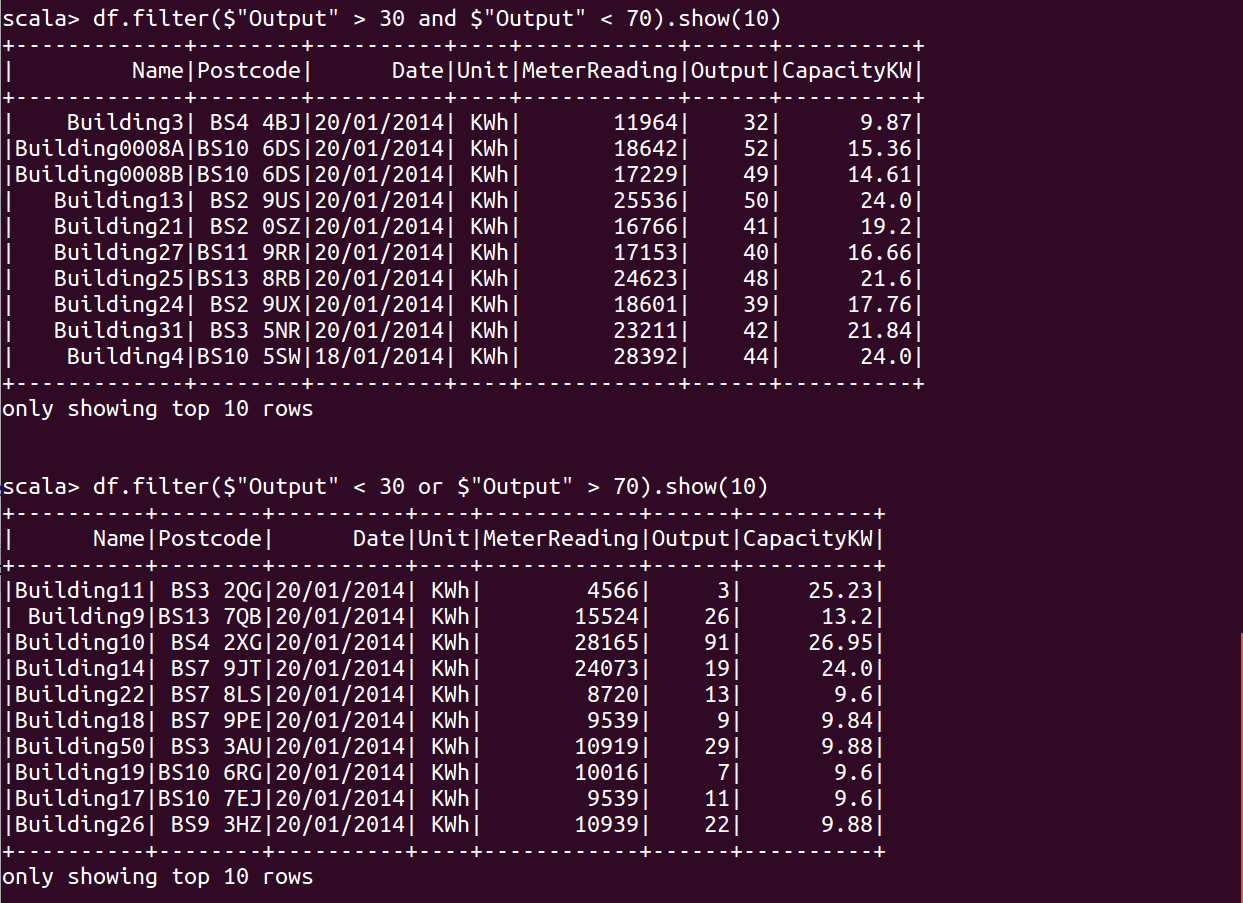 scala> df.filter($"Output" > 30 and $"Output" < 70).show(10)
+-------------+--------+----------+----+------------+------+----------+
|         Name|Postcode|      Date|Unit|MeterReading|Output|CapacityKW|
+-------------+--------+----------+----+------------+------+----------+
|    Building3| BS4 4BJ|20/01/2014| KWh|       11964|    32|      9.87|
|Building0008A|BS10 6DS|20/01/2014| KWh|       18642|    52|     15.36|
|Building0008B|BS10 6DS|20/01/2014| KWh|       17229|    49|     14.61|
|   Building13| BS2 9US|20/01/2014| KWh|       25536|    50|      24.0|
|   Building21| BS2 0SZ|20/01/2014| KWh|       16766|    41|      19.2|
|   Building27|BS11 9RR|20/01/2014| KWh|       17153|    40|     16.66|
|   Building25|BS13 8RB|20/01/2014| KWh|       24623|    48|      21.6|
|   Building24| BS2 9UX|20/01/2014| KWh|       18601|    39|     17.76|
|   Building31| BS3 5NR|20/01/2014| KWh|       23211|    42|     21.84|
|    Building4|BS10 5SW|18/01/2014| KWh|       28392|    44|      24.0|
+-------------+--------+----------+----+------------+------+----------+
only showing top 10 rows
scala> df.filter($"Output" < 30 or $"Output" > 70).show(10)
+----------+--------+----------+----+------------+------+----------+
|      Name|Postcode|      Date|Unit|MeterReading|Output|CapacityKW|
+----------+--------+----------+----+------------+------+----------+
|Building11| BS3 2QG|20/01/2014| KWh|        4566|     3|     25.23|
| Building9|BS13 7QB|20/01/2014| KWh|       15524|    26|      13.2|
|Building10| BS4 2XG|20/01/2014| KWh|       28165|    91|     26.95|
|Building14| BS7 9JT|20/01/2014| KWh|       24073|    19|      24.0|
|Building22| BS7 8LS|20/01/2014| KWh|        8720|    13|       9.6|
|Building18| BS7 9PE|20/01/2014| KWh|        9539|     9|      9.84|
|Building50| BS3 3AU|20/01/2014| KWh|       10919|    29|      9.88|
|Building19|BS10 6RG|20/01/2014| KWh|       10016|     7|       9.6|
|Building17|BS10 7EJ|20/01/2014| KWh|        9539|    11|       9.6|
|Building26| BS9 3HZ|20/01/2014| KWh|       10939|    22|      9.88|
+----------+--------+----------+----+------------+------+----------+
only showing top 10 rows